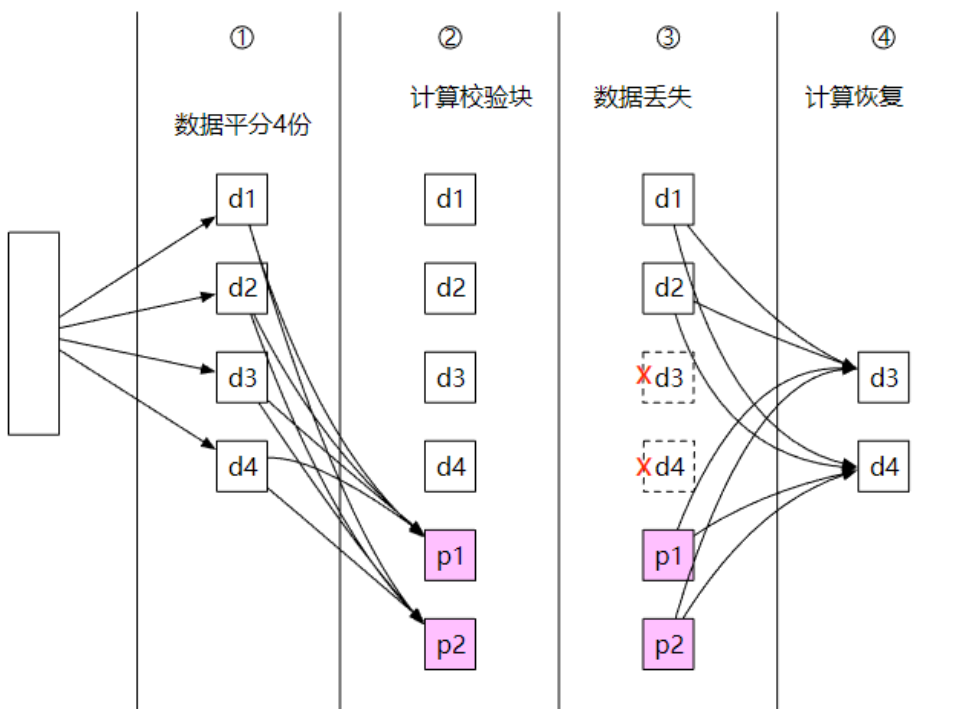 ① ② ③ ④
计算校验块 数据丢失 计算恢复
数据平分4份
d1 d1 d1
d2 d2 d2
d3 d3 X d3 d3
d4 d4 X d4 d4
p1 p1
p2 p2